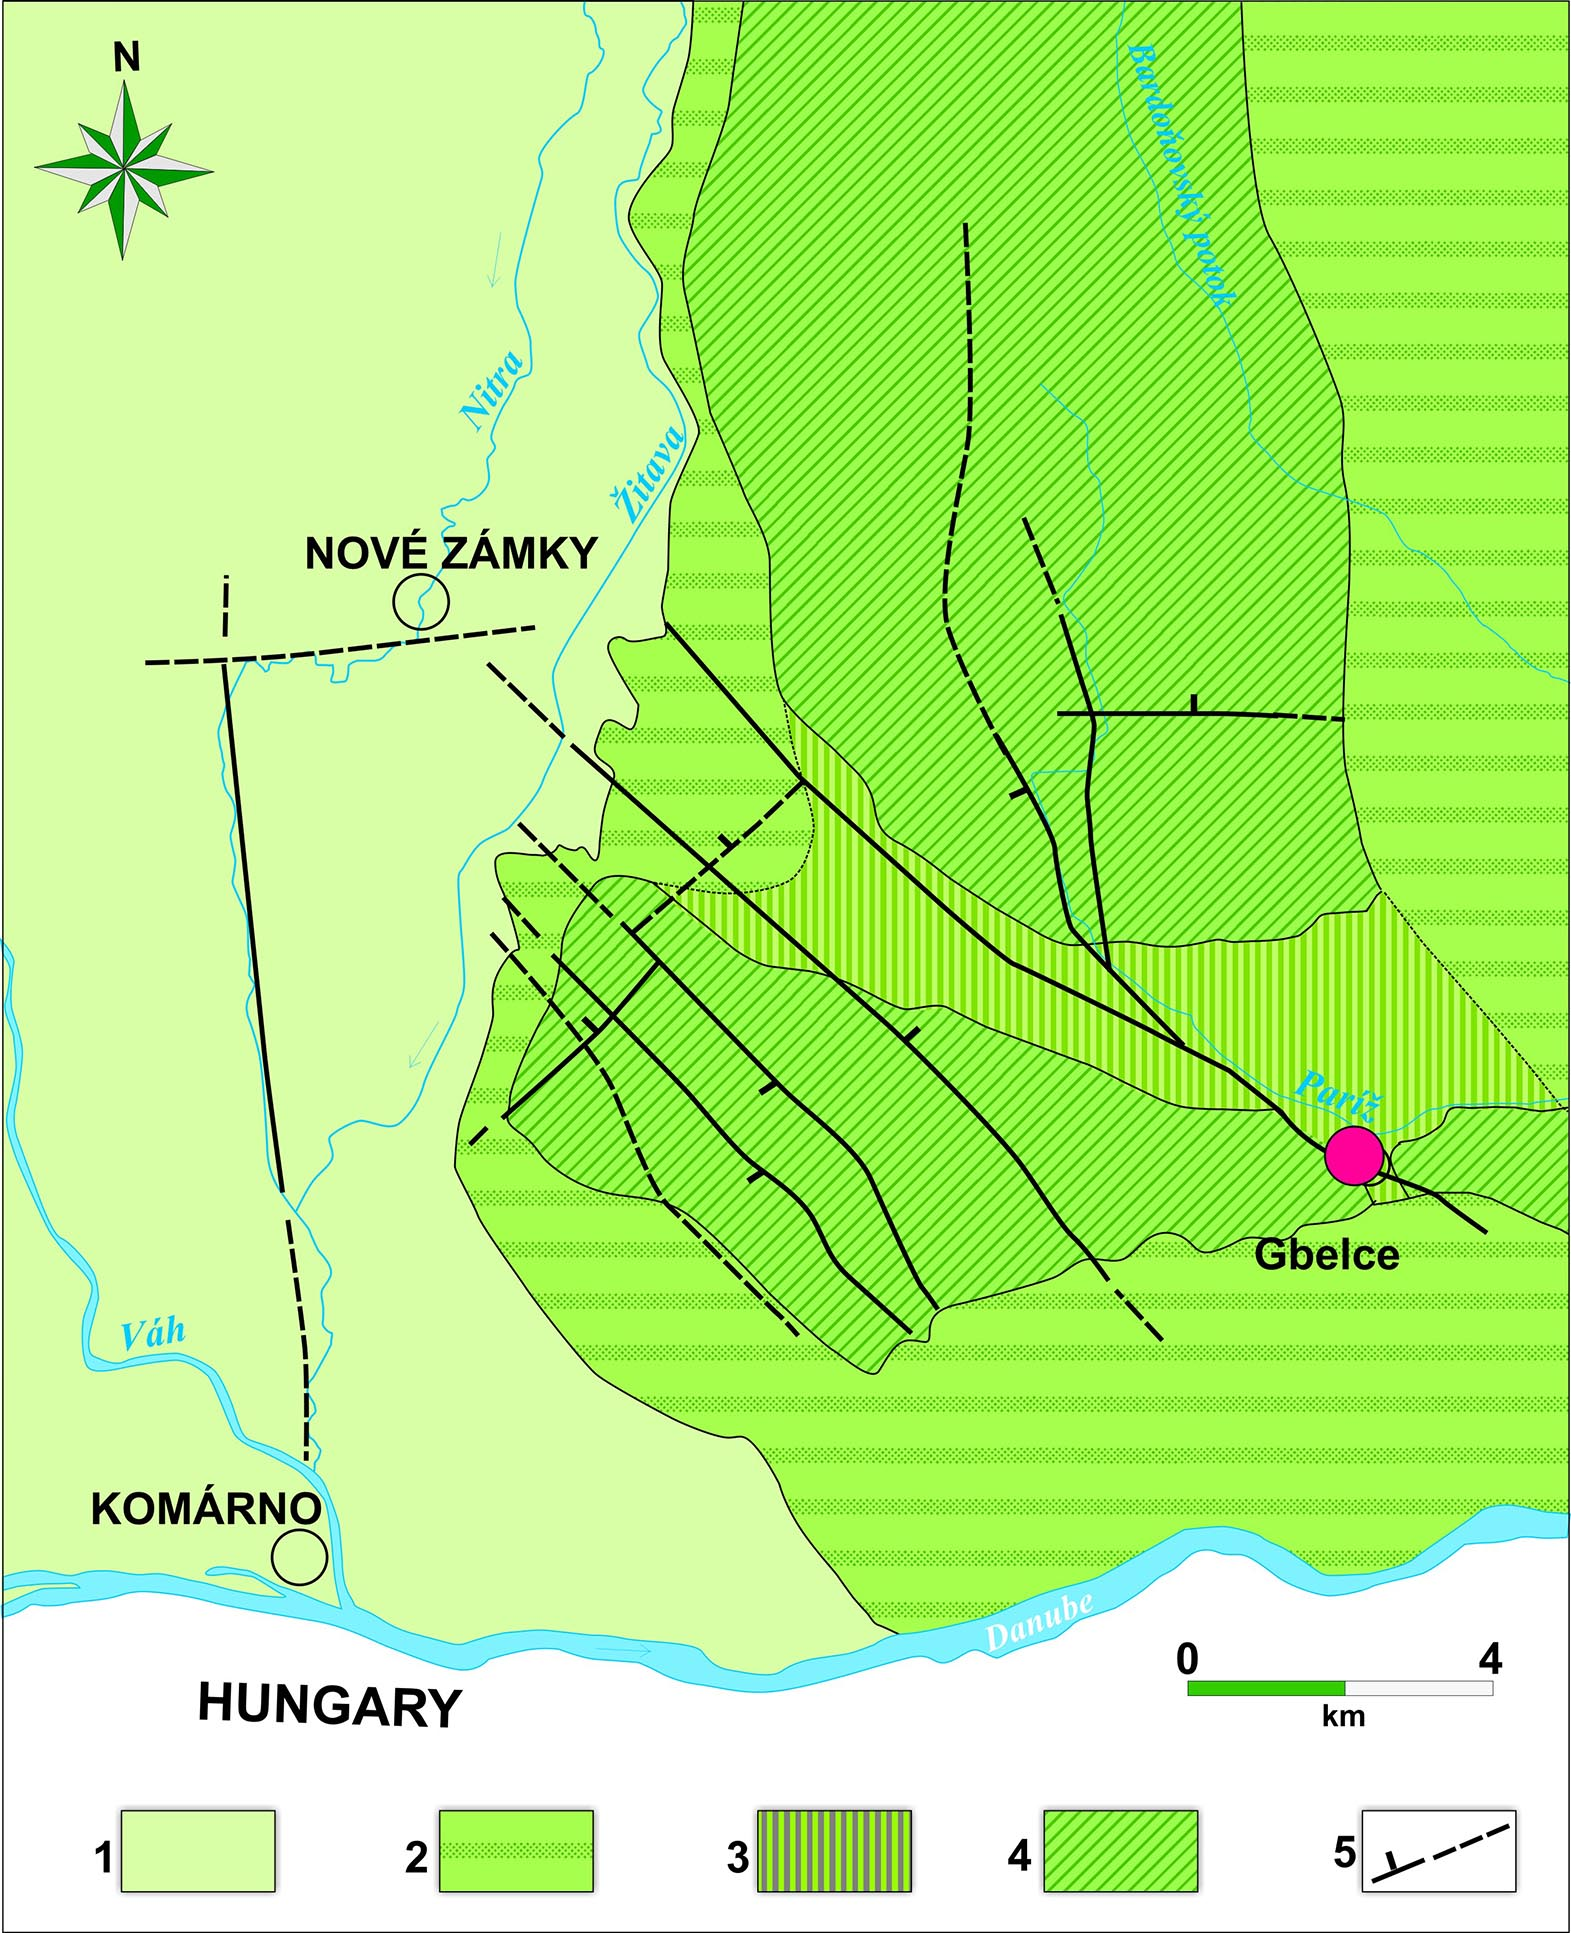 N
Bardoňovský potok
Nitra
Žitava
NOVÉ ZÁMKY
Paríž
Gbelce
Váh
KOMÁRNO
Danube
0 4
km
HUNGARY
1 2 3 4 5